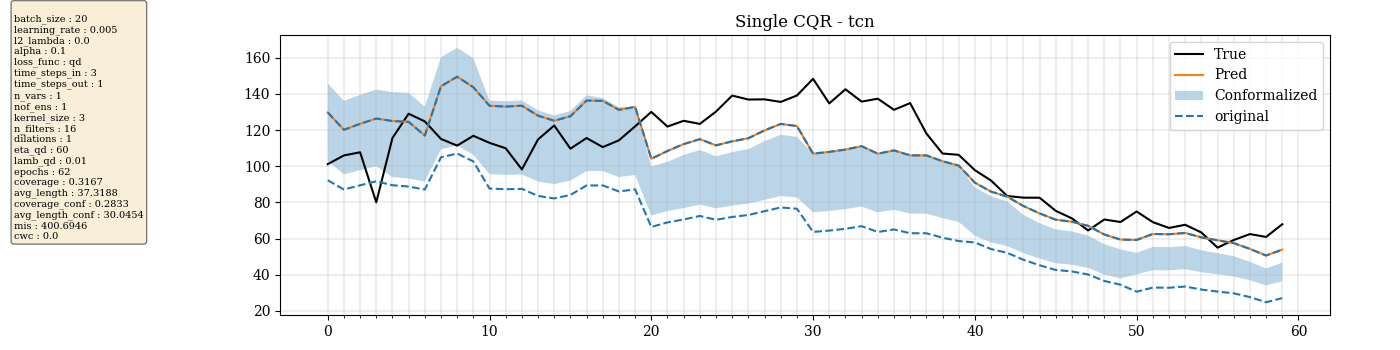 batch_size : 20
learning_rate : 0.005
l2_lambda : 0.0
alpha : 0.1
loss_func : qd
time_steps_in : 3
time_steps_out : 1
n_vars : 1
nof_ens : 1
kernel_size : 3
n_filters : 16
dilations : 1
eta_qd : 60
lamb_qd : 0.01
epochs : 62
coverage : 0.3167
avg_length : 37.3188
coverage_conf : 0.2833
avg_length_conf : 30.0454
mis : 400.6946
cwc : 0.0
Single CQR - tcn
160
140
120
100
80
60
40
20
0 10 20 30 40 50 60
True
Pred
Conformalized
original